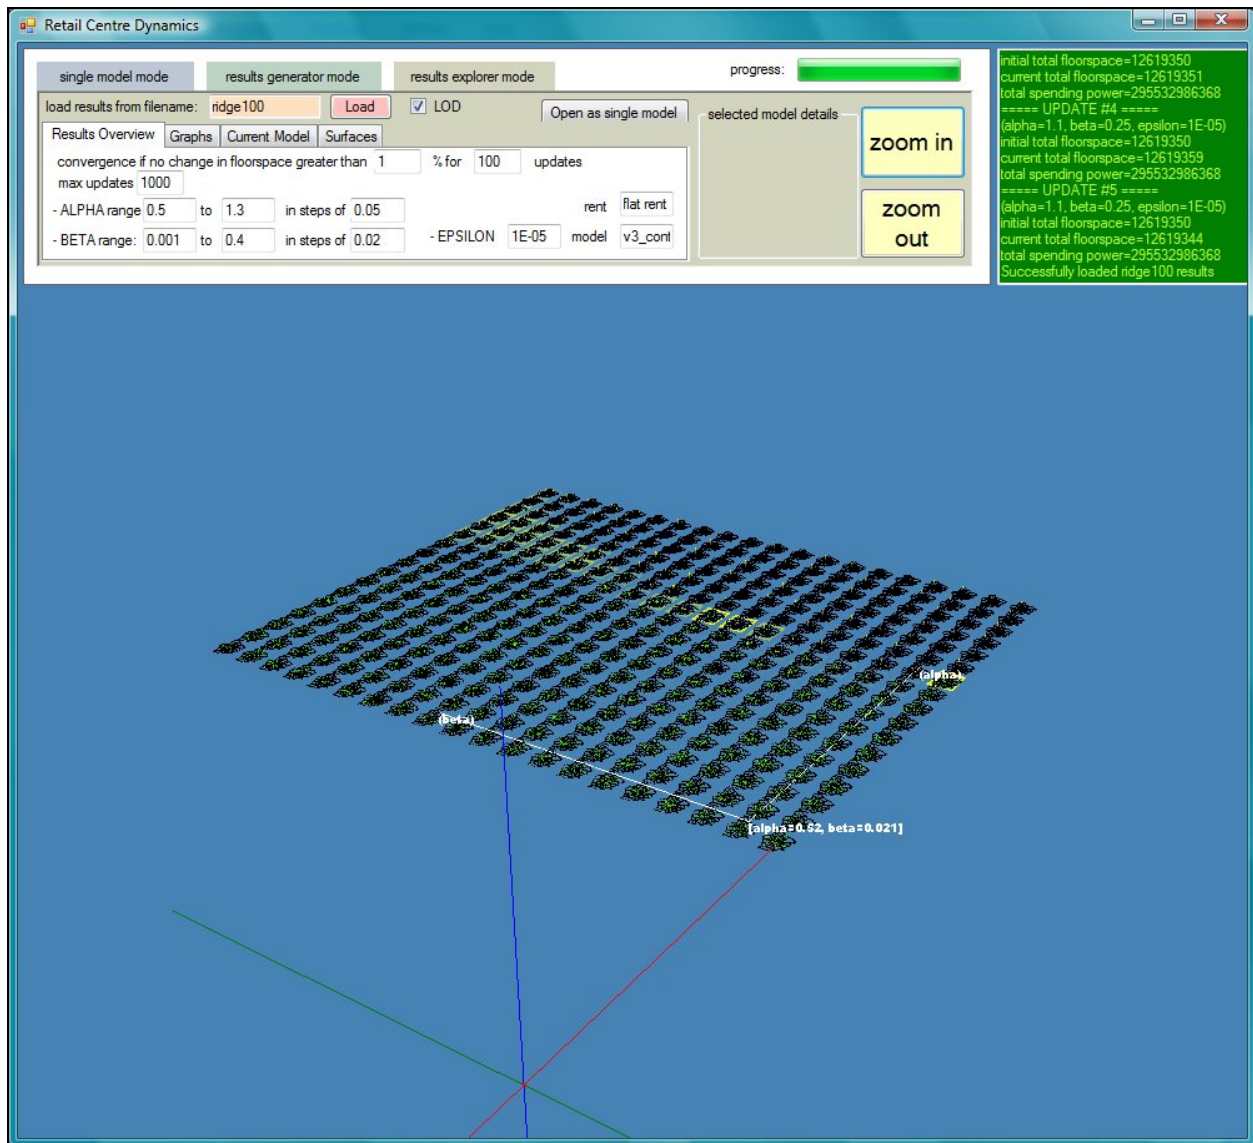 Retail Centre Dynamics
single model mode
results generator mode
results explorer mode
progress:
load results from filename: ridge100 Load LOD Open as single model
Results Overview Graphs Current Model Surfaces
convergence if no change in floorspace greater than 1 % for 100 updates
max updates 1000
- ALPHA range 0.5 to 1.3 in steps of 0.05 rent flat rent
- BETA range: 0.001 to 0.4 in steps of 0.02 - EPSILON 1E-05 model v3_cont
selected model details
zoom in
zoom
out
initial total floorspace=12619350
current total floorspace=12619351
total spending power=295532986368
===== UPDATE #4 =====
(alpha=1.1, beta=0.25, epsilon=1E-05)
initial total floorspace=12619350
current total floorspace=12619359
total spending power=295532986368
===== UPDATE #5 =====
(alpha=1.1, beta=0.25, epsilon=1E-05)
initial total floorspace=12619350
current total floorspace=12619344
total spending power=295532986368
Successfully loaded ridge100 results
(alpha)
(beta)
[alpha=0.52, beta=0.021]